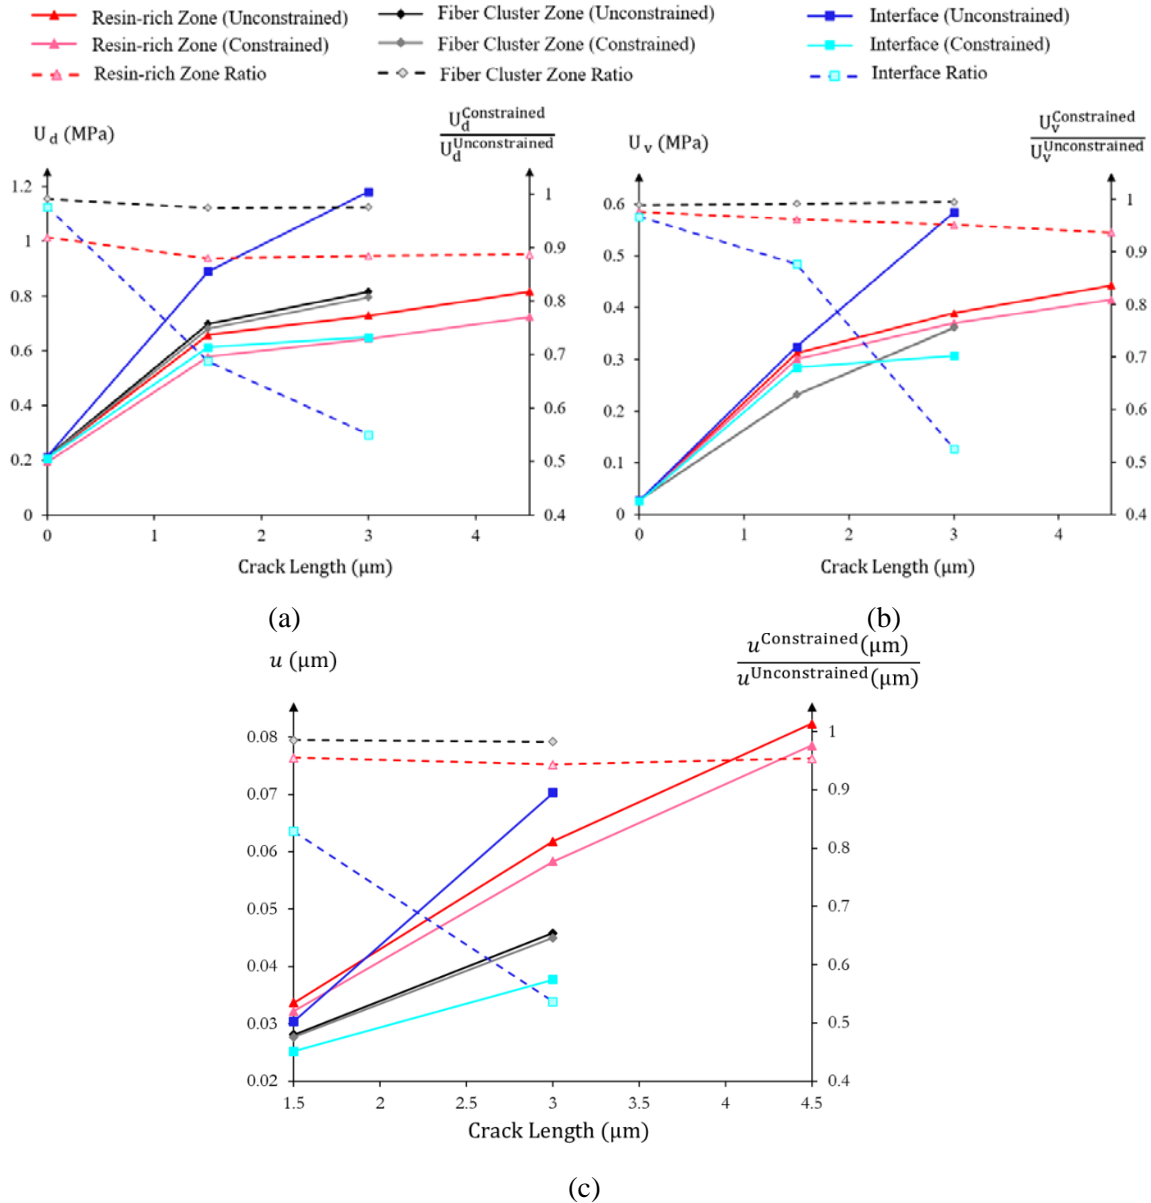 Resin-rich Zone (Unconstrained) Fiber Cluster Zone (Unconstrained) Interface (Unconstrained)
Resin-rich Zone (Constrained) Fiber Cluster Zone (Constrained) Interface (Constrained)
Resin-rich Zone Ratio Fiber Cluster Zone Ratio Interface Ratio
U d (MPa)
U_d^Constrained
U_d^Unconstrained
1.2
1
0.8
0.6
0.4
0.2
0
1
0.9
0.8
0.7
0.6
0.5
0.4
0 1 2 3 4
Crack Length (μm)
(a)
U v (MPa)
U_v^Constrained
U_v^Unconstrained
0.6
0.5
0.4
0.3
0.2
0.1
0
1
0.9
0.8
0.7
0.6
0.5
0.4
0 1 2 3 4
Crack Length (μm)
(b)
u (μm)
u^Constrained(μm)
u^Unconstrained(μm)
0.08
0.07
0.06
0.05
0.04
0.03
0.02
1
0.9
0.8
0.7
0.6
0.5
0.4
1.5 2 2.5 3 3.5 4 4.5
Crack Length (μm)
(c)